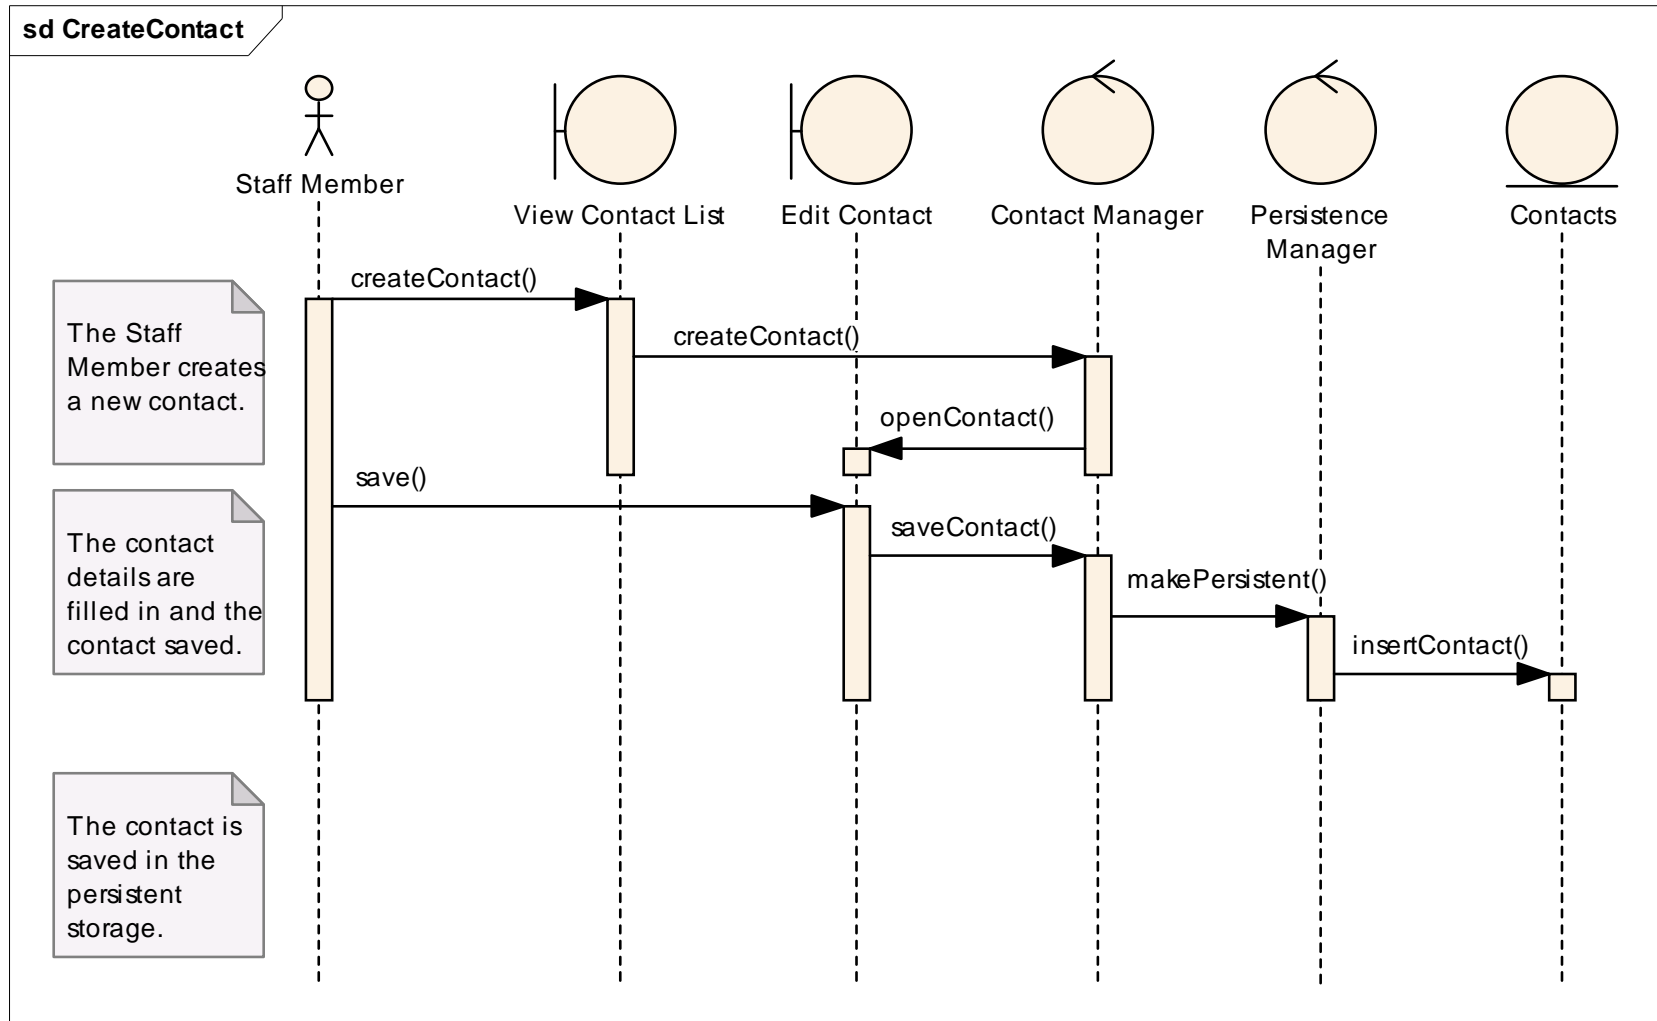 sd CreateContact
Staff Member
View Contact List
Edit Contact
Contact Manager
Persistence
Manager
Contacts
createContact()
The Staff
Member creates
a new contact.
createContact()
openContact()
save()
The contact
details are
filled in and the
contact saved.
saveContact()
makePersistent()
insertContact()
The contact is
saved in the
persistent
storage.